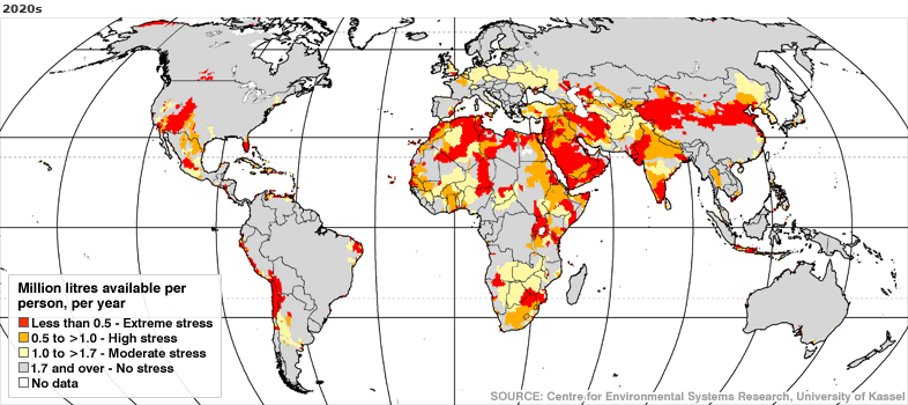 2020s
Million litres available per
person, per year
Less than 0.5 - Extreme stress
0.5 to >1.0 - High stress
1.0 to >1.7 - Moderate stress
1.7 and over - No stress
No data
SOURCE: Centre for Environmental Systems Research, University of Kassel